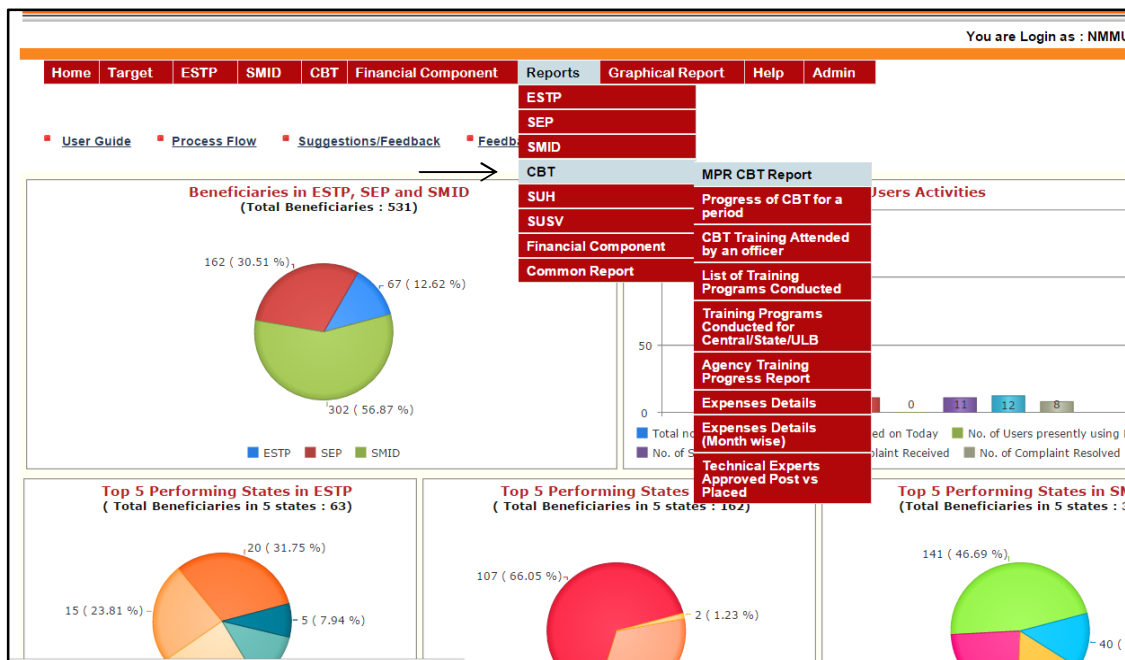 You are Login as : NMMU
Home Target ESTP SMID CBT Financial Component Reports Graphical Report Help Admin
ESTP
SEP
SMID
CBT
SUH
SUSV
Financial Component
Common Report
MPR CBT Report
Progress of CBT for a
period
CBT Training Attended
by an officer
List of Training
Programs Conducted
Training Programs
Conducted for
Central/State/ULB
Agency Training
Progress Report
Expenses Details
Expenses Details
(Month wise)
Technical Experts
Approved Post vs
Placed
User Guide Process Flow Suggestions/Feedback Feedb
Beneficiaries in ESTP, SEP and SMID
(Total Beneficiaries : 531)
162 ( 30.51 %)
67 ( 12.62 %)
302 ( 56.87 %)
ESTP SEP SMID
Users Activities
50
0
0 11 12 8
Total no ed on Today No. of Users presently using
No. of S plaint Received No. of Complaint Resolved
Top 5 Performing States in ESTP
( Total Beneficiaries in 5 states : 63)
20 ( 31.75 %)
15 ( 23.81 %)
5 ( 7.94 %)
Top 5 Performing States
( Total Beneficiaries in 5 states : 162)
107 ( 66.05 %)
2 ( 1.23 %)
Top 5 Performing States in SM
(Total Beneficiaries in 5 states : 3
141 ( 46.69 %)
40 (